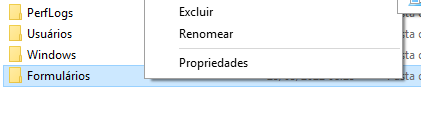 PerfLogs
Usuários
Windows
Formulários
Excluir
Renomear
Propriedades